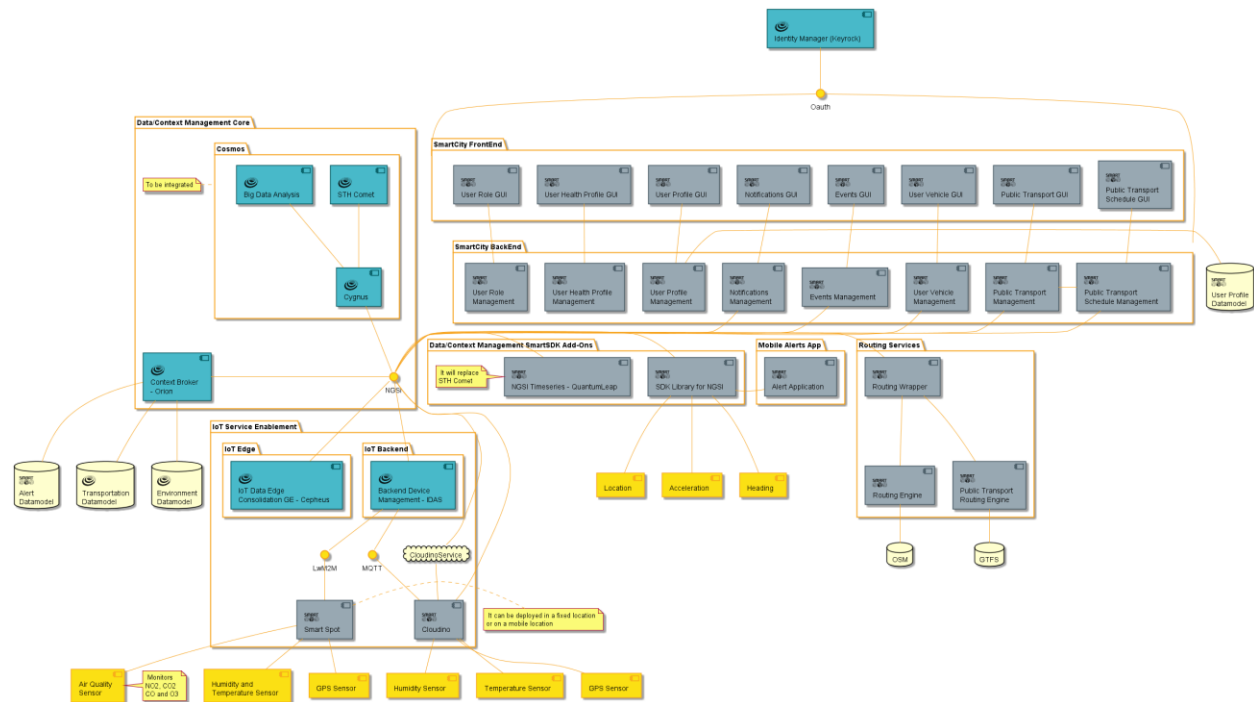 Identity Manager (Keyrock)
Oauth
Data/Context Management Core
Cosmos
To be integrated
Big Data Analysis
STH Comet
Cygnus
Context Broker
- Orion
NGSI
Alert
Datamodel
Transportation
Datamodel
Environment
Datamodel
SmartCity FrontEnd
User Role GUI
User Health Profile GUI
User Profile GUI
Notifications GUI
Events GUI
User Vehicle GUI
Public Transport GUI
Public Transport
Schedule GUI
SmartCity BackEnd
User Role
Management
User Health Profile
Management
User Profile
Management
Notifications
Management
Events Management
User Vehicle
Management
Public Transport
Management
Public Transport
Schedule Management
User Profile
Datamodel
Data/Context Management SmartSDK Add-Ons
It will replace
STH Comet
NGSI Timeseries - QuantumLeap
SDK Library for NGSI
Mobile Alerts App
Alert Application
Routing Services
Routing Wrapper
Routing Engine
Public Transport
Routing Engine
OSM
GTFS
Location
Acceleration
Heading
IoT Service Enablement
IoT Edge
IoT Data Edge
Consolidation GE - Cepheus
IoT Backend
Backend Device
Management - IDAS
LwM2M
MQTT
CloudinoService
Smart Spot
Cloudino
It can be deployed in a fixed location
or on a mobile location
Air Quality
Sensor
Monitors
NO2, CO2
CO and O3
Humidity and
Temperature Sensor
GPS Sensor
Humidity Sensor
Temperature Sensor
GPS Sensor